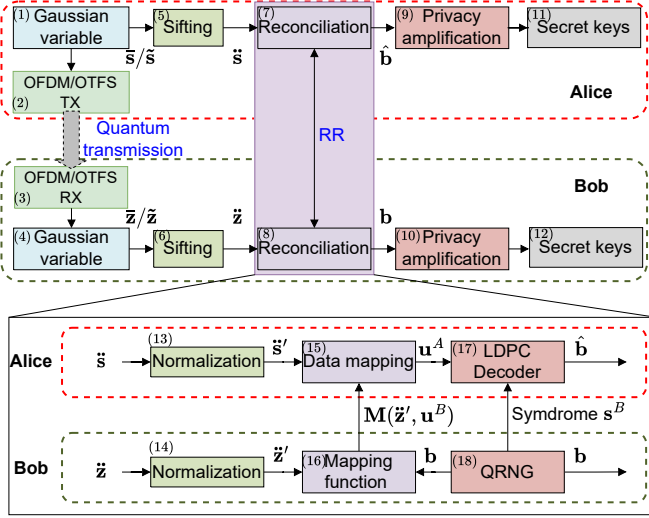 (1) Gaussian
variable
s̅/s̃
(5)
Sifting
s̈
(7)
Reconciliation
b̂
(9) Privacy
amplification
(11)
Secret keys
OFDM/OTFS
(2) TX
Alice
Quantum
transmission
RR
OFDM/OTFS
(3) RX
Bob
z̅/z̃
z̈
b
(4) Gaussian
variable
(6)
Sifting
(8)
Reconciliation
(10) Privacy
amplification
(12)
Secret keys
Alice
s̈
(13)
Normalization
s̈′
(15)
Data mapping
u^A
(17) LDPC
Decoder
b̂
M(z̈′, u^B)
Symdrome s^B
Bob
z̈
(14)
Normalization
z̈′
(16) Mapping
function
b
(18) QRNG
b